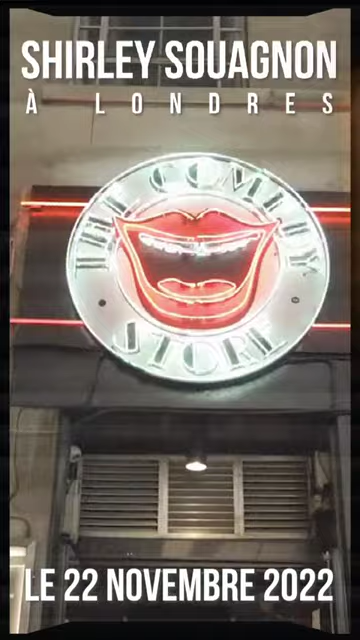 SHIRLEY SOUAGNON
À LONDRES
THE COMEDY
STORE
LE 22 NOVEMBRE 2022